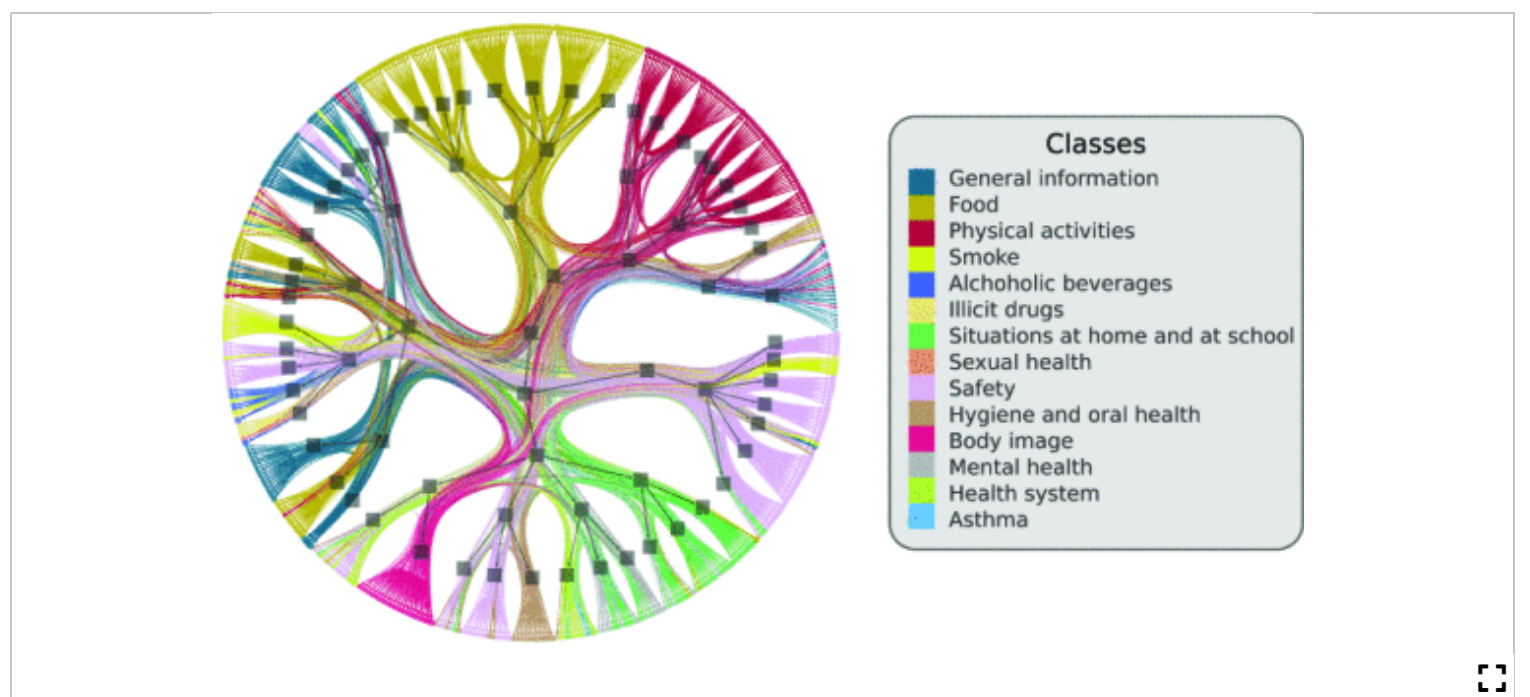 Classes
General information
Food
Physical activities
Smoke
Alchoholic beverages
Illicit drugs
Situations at home and at school
Sexual health
Safety
Hygiene and oral health
Body image
Mental health
Health system
Asthma